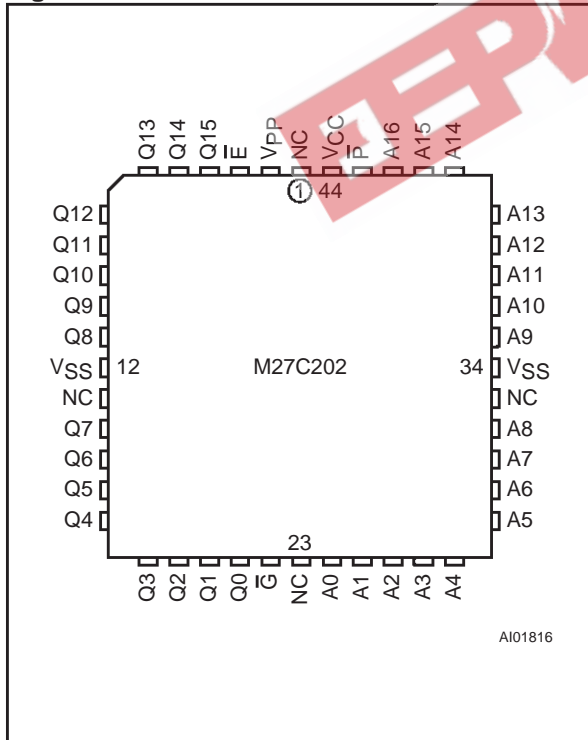 Q13
Q14
Q15
E
VPP
NC
VCC
P
A16
A15
A14
1 44
Q12
Q11
Q10
Q9
Q8
VSS
NC
Q7
Q6
Q5
Q4
12
M27C202
34
A13
A12
A11
A10
A9
VSS
NC
A8
A7
A6
A5
23
Q3
Q2
Q1
Q0
G
NC
A0
A1
A2
A3
A4
AI01816